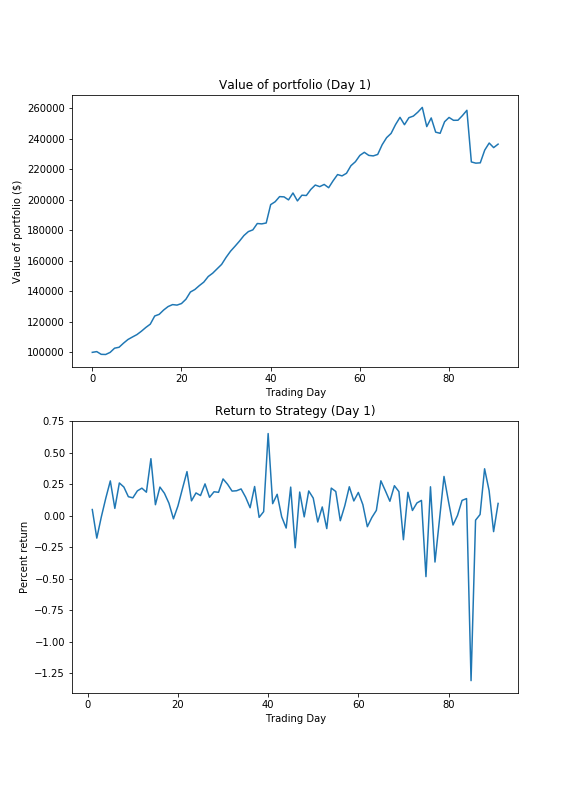 Value of portfolio (Day 1)
260000
240000
220000
200000
180000
160000
140000
120000
100000
Value of portfolio ($)
0 20 40 60 80
Trading Day
Return to Strategy (Day 1)
0.75
0.50
0.25
0.00
−0.25
−0.50
−0.75
−1.00
−1.25
Percent return
0 20 40 60 80
Trading Day